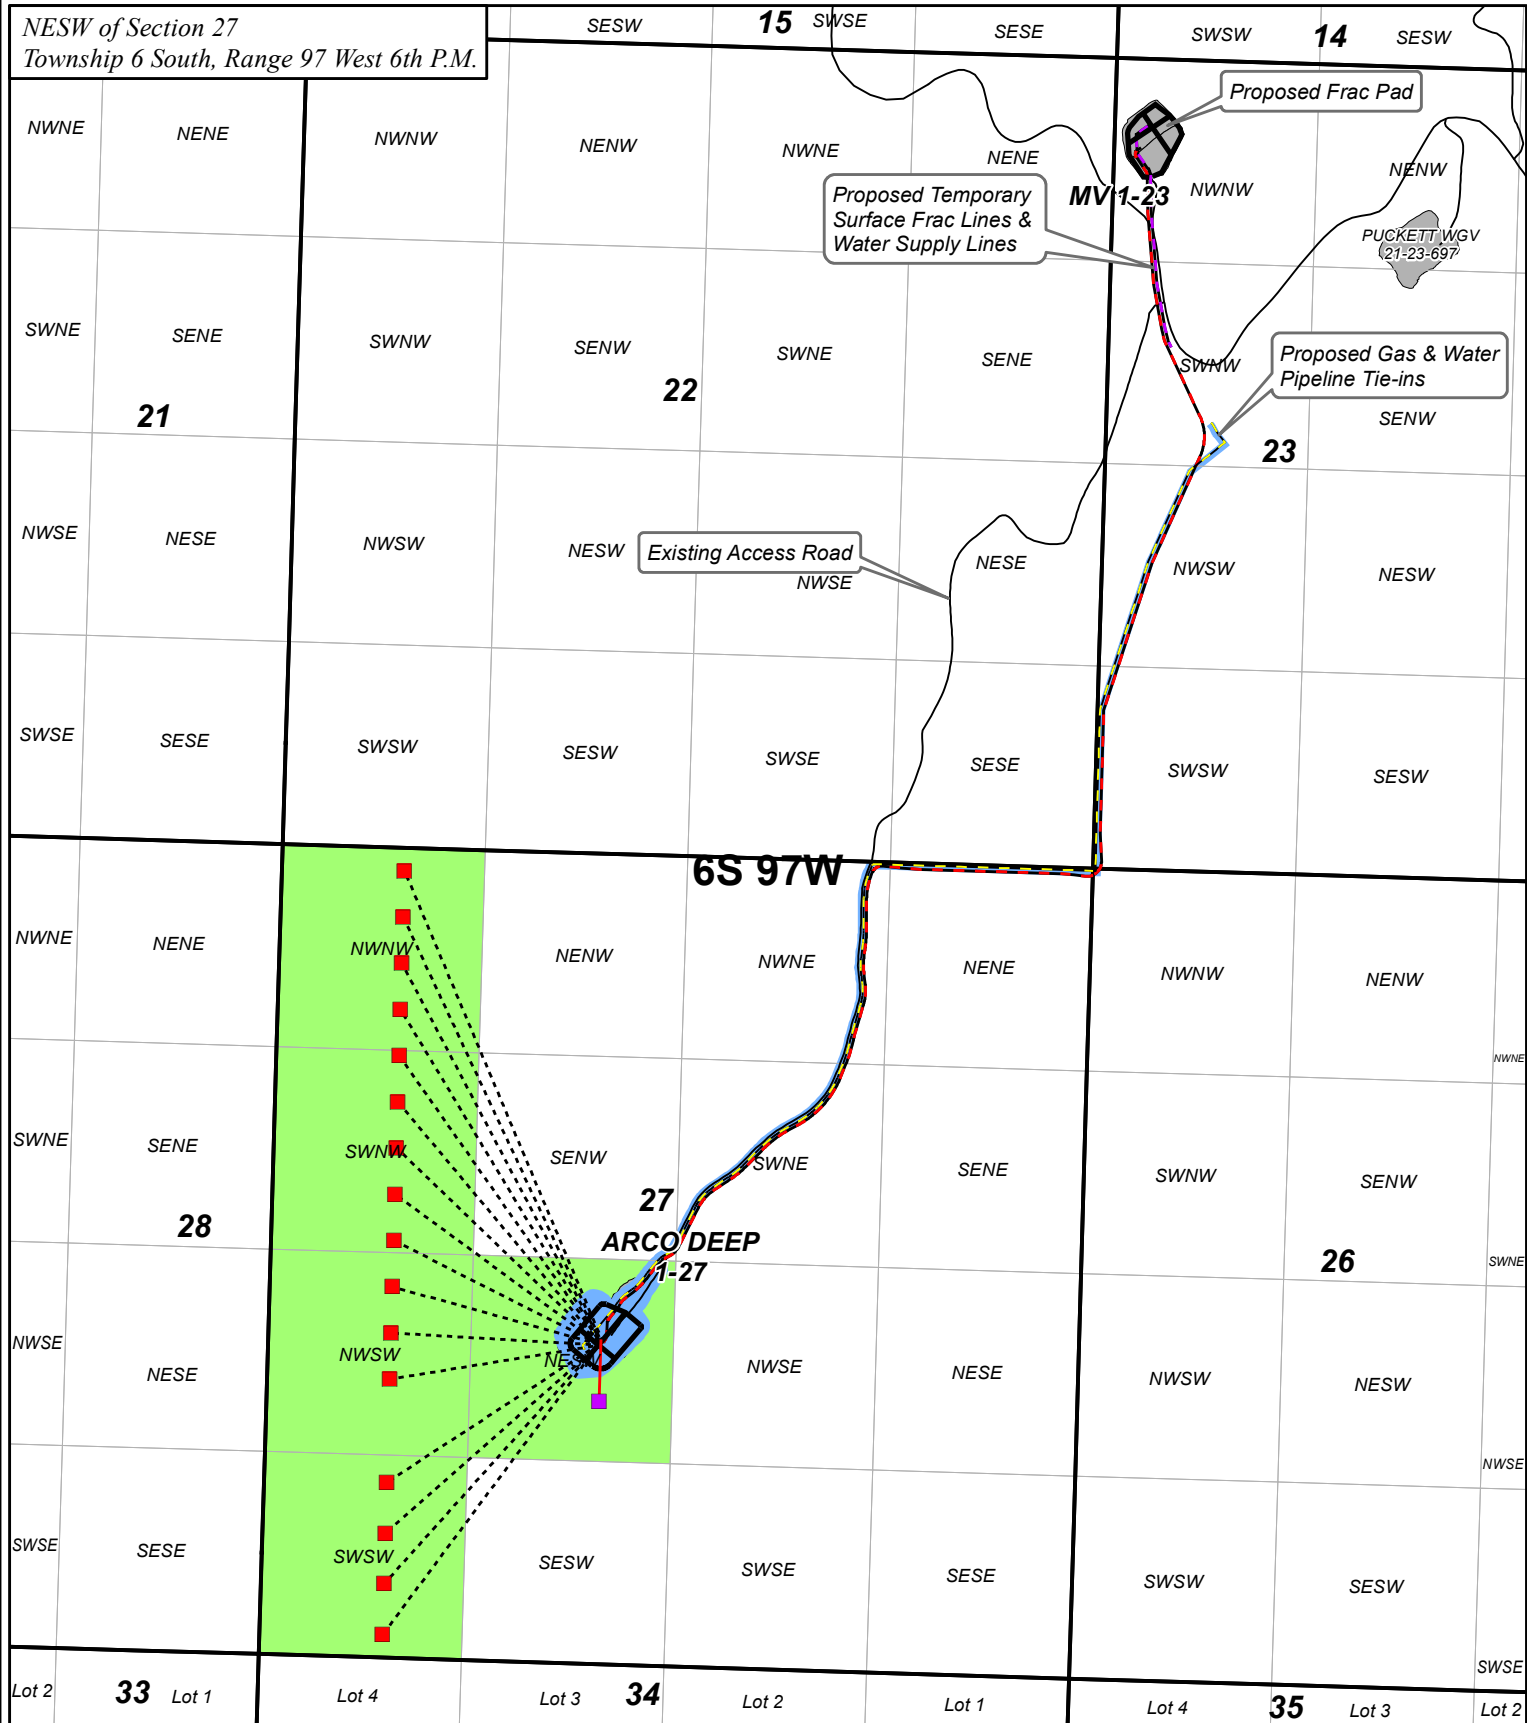 NESW of Section 27
Township 6 South, Range 97 West 6th P.M.
SESW
15
SWSE
SESE
SWSW
14
SESW
Proposed Frac Pad
NWNE
NENE
NWNW
NENW
NWNE
NENE
NENW
Proposed Temporary
Surface Frac Lines &
Water Supply Lines
MV 1-23
NWNW
PUCKETT WGV
21-23-697
SWNE
SENE
SWNW
SENW
SWNE
SENE
SWNW
Proposed Gas & Water
Pipeline Tie-ins
21
22
SENW
23
NWSE
NESE
NWSW
NESW
Existing Access Road
NWSE
NESE
NWSW
NESW
SWSE
SESE
SWSW
SESW
SWSE
SESE
SWSW
SESW
6S 97W
NWNE
NENE
NWNW
NENW
NWNE
NENE
NWNW
NENW
NWNE
SWNE
SENE
SWNW
SENW
SWNE
SENE
SWNW
SENW
28
27
ARCO DEEP
1-27
26
SWNE
NWSE
NESE
NWSW
NESW
NWSE
NESE
NWSW
NESW
NWSE
SWSE
SESE
SWSW
SESW
SWSE
SESE
SWSW
SESW
SWSE
Lot 2
33
Lot 1
Lot 4
Lot 3
34
Lot 2
Lot 1
Lot 4
35
Lot 3
Lot 2